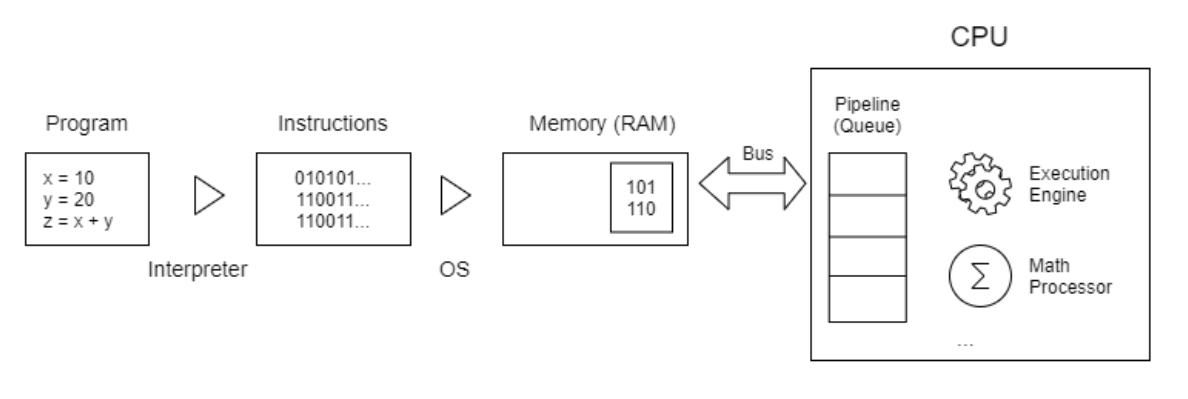 CPU
Program
Instructions
Memory (RAM)
Pipeline
(Queue)
Bus
x = 10
y = 20
z = x + y
010101...
110011...
110011...
101
110
Execution
Engine
Interpreter
OS
Σ
Math
Processor
...